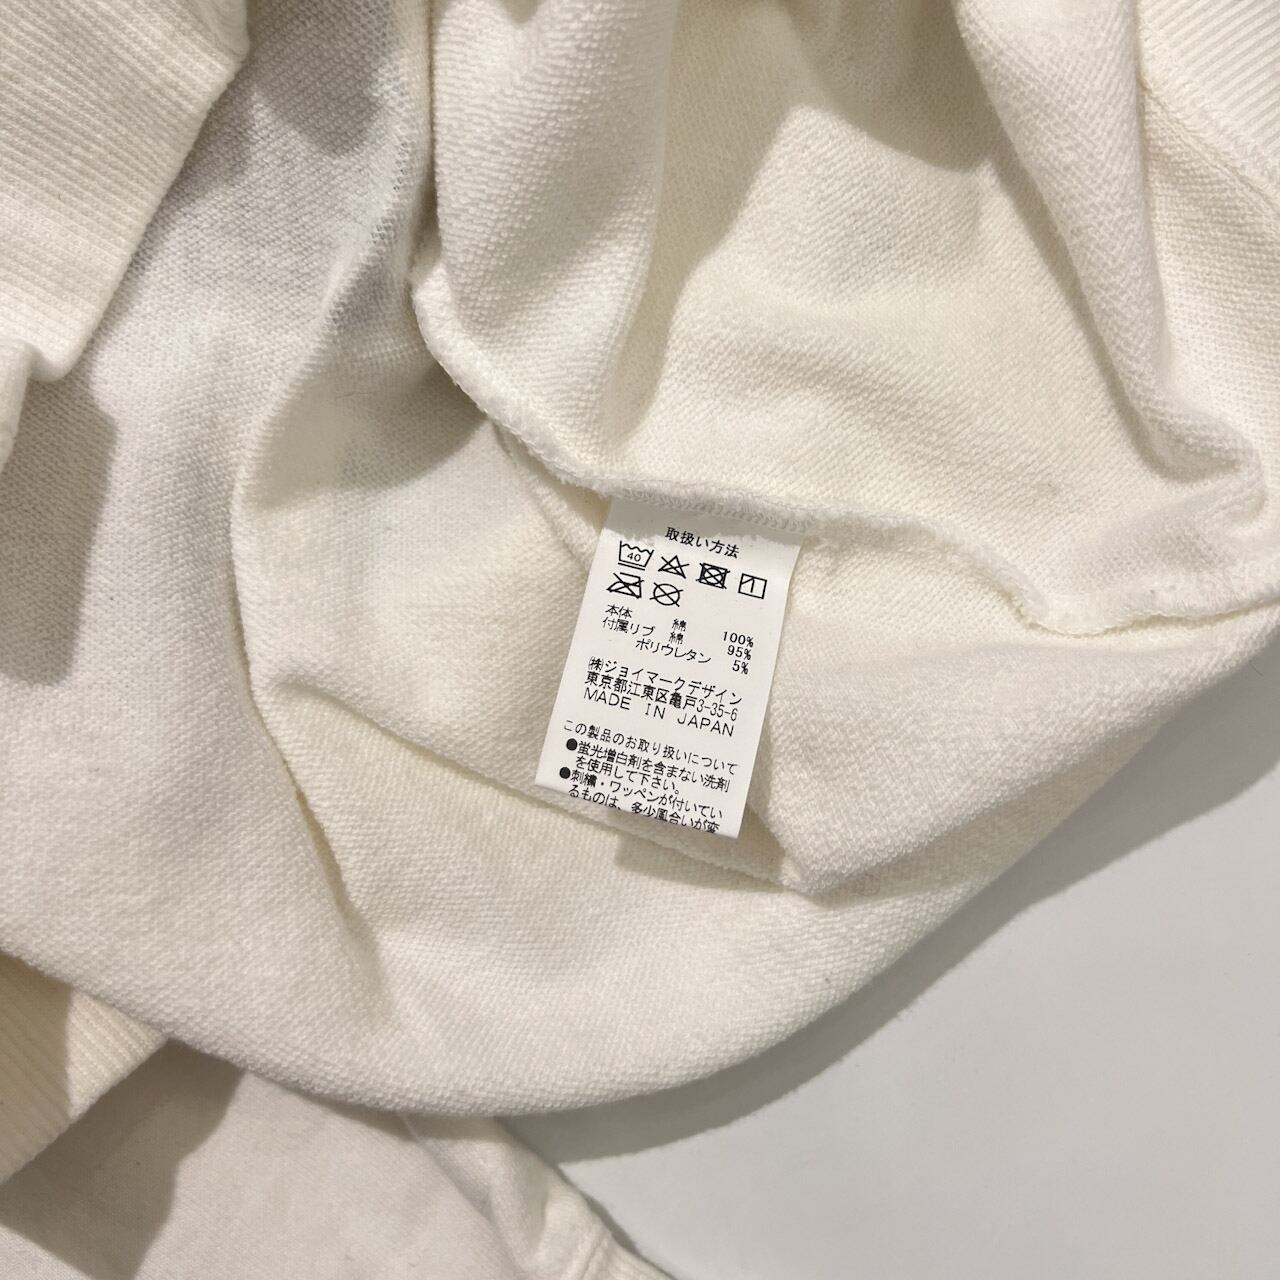 取扱い方法
40
本体 綿 100%
付属リブ 綿 95%
ポリウレタン 5%
㈱ジョイマークデザイン
東京都江東区亀戸3-35-6
MADE IN JAPAN
この製品のお取り扱いについて
●蛍光増白剤を含まない洗剤
を使用して下さい。
●刺繍・ワッペンが付いてい
るものは、多少風合いが変